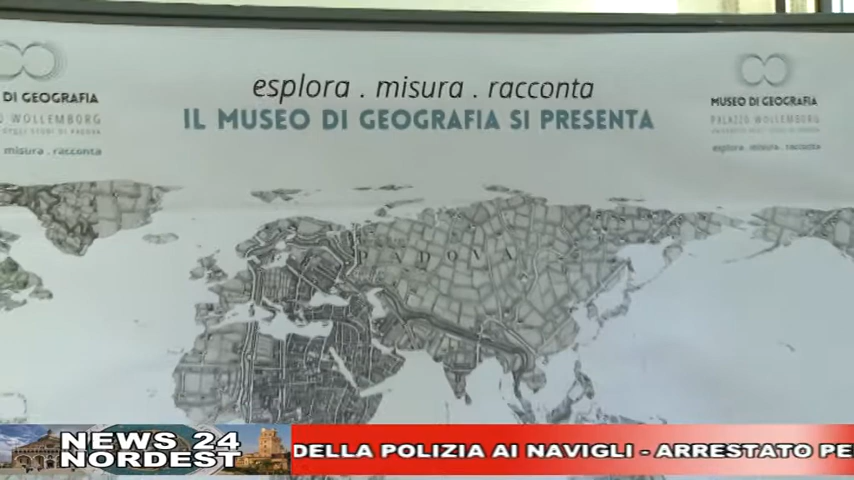 esplora . misura . racconta
IL MUSEO DI GEOGRAFIA SI PRESENTA
DI GEOGRAFIA
WOLLEMBORG
misura . racconta
MUSEO DI GEOGRAFIA
PALAZZO WOLLEMBORG
esplora . misura . racconta
PADOVA
NEWS 24
NORDEST
DELLA POLIZIA AI NAVIGLI - ARRESTATO PE